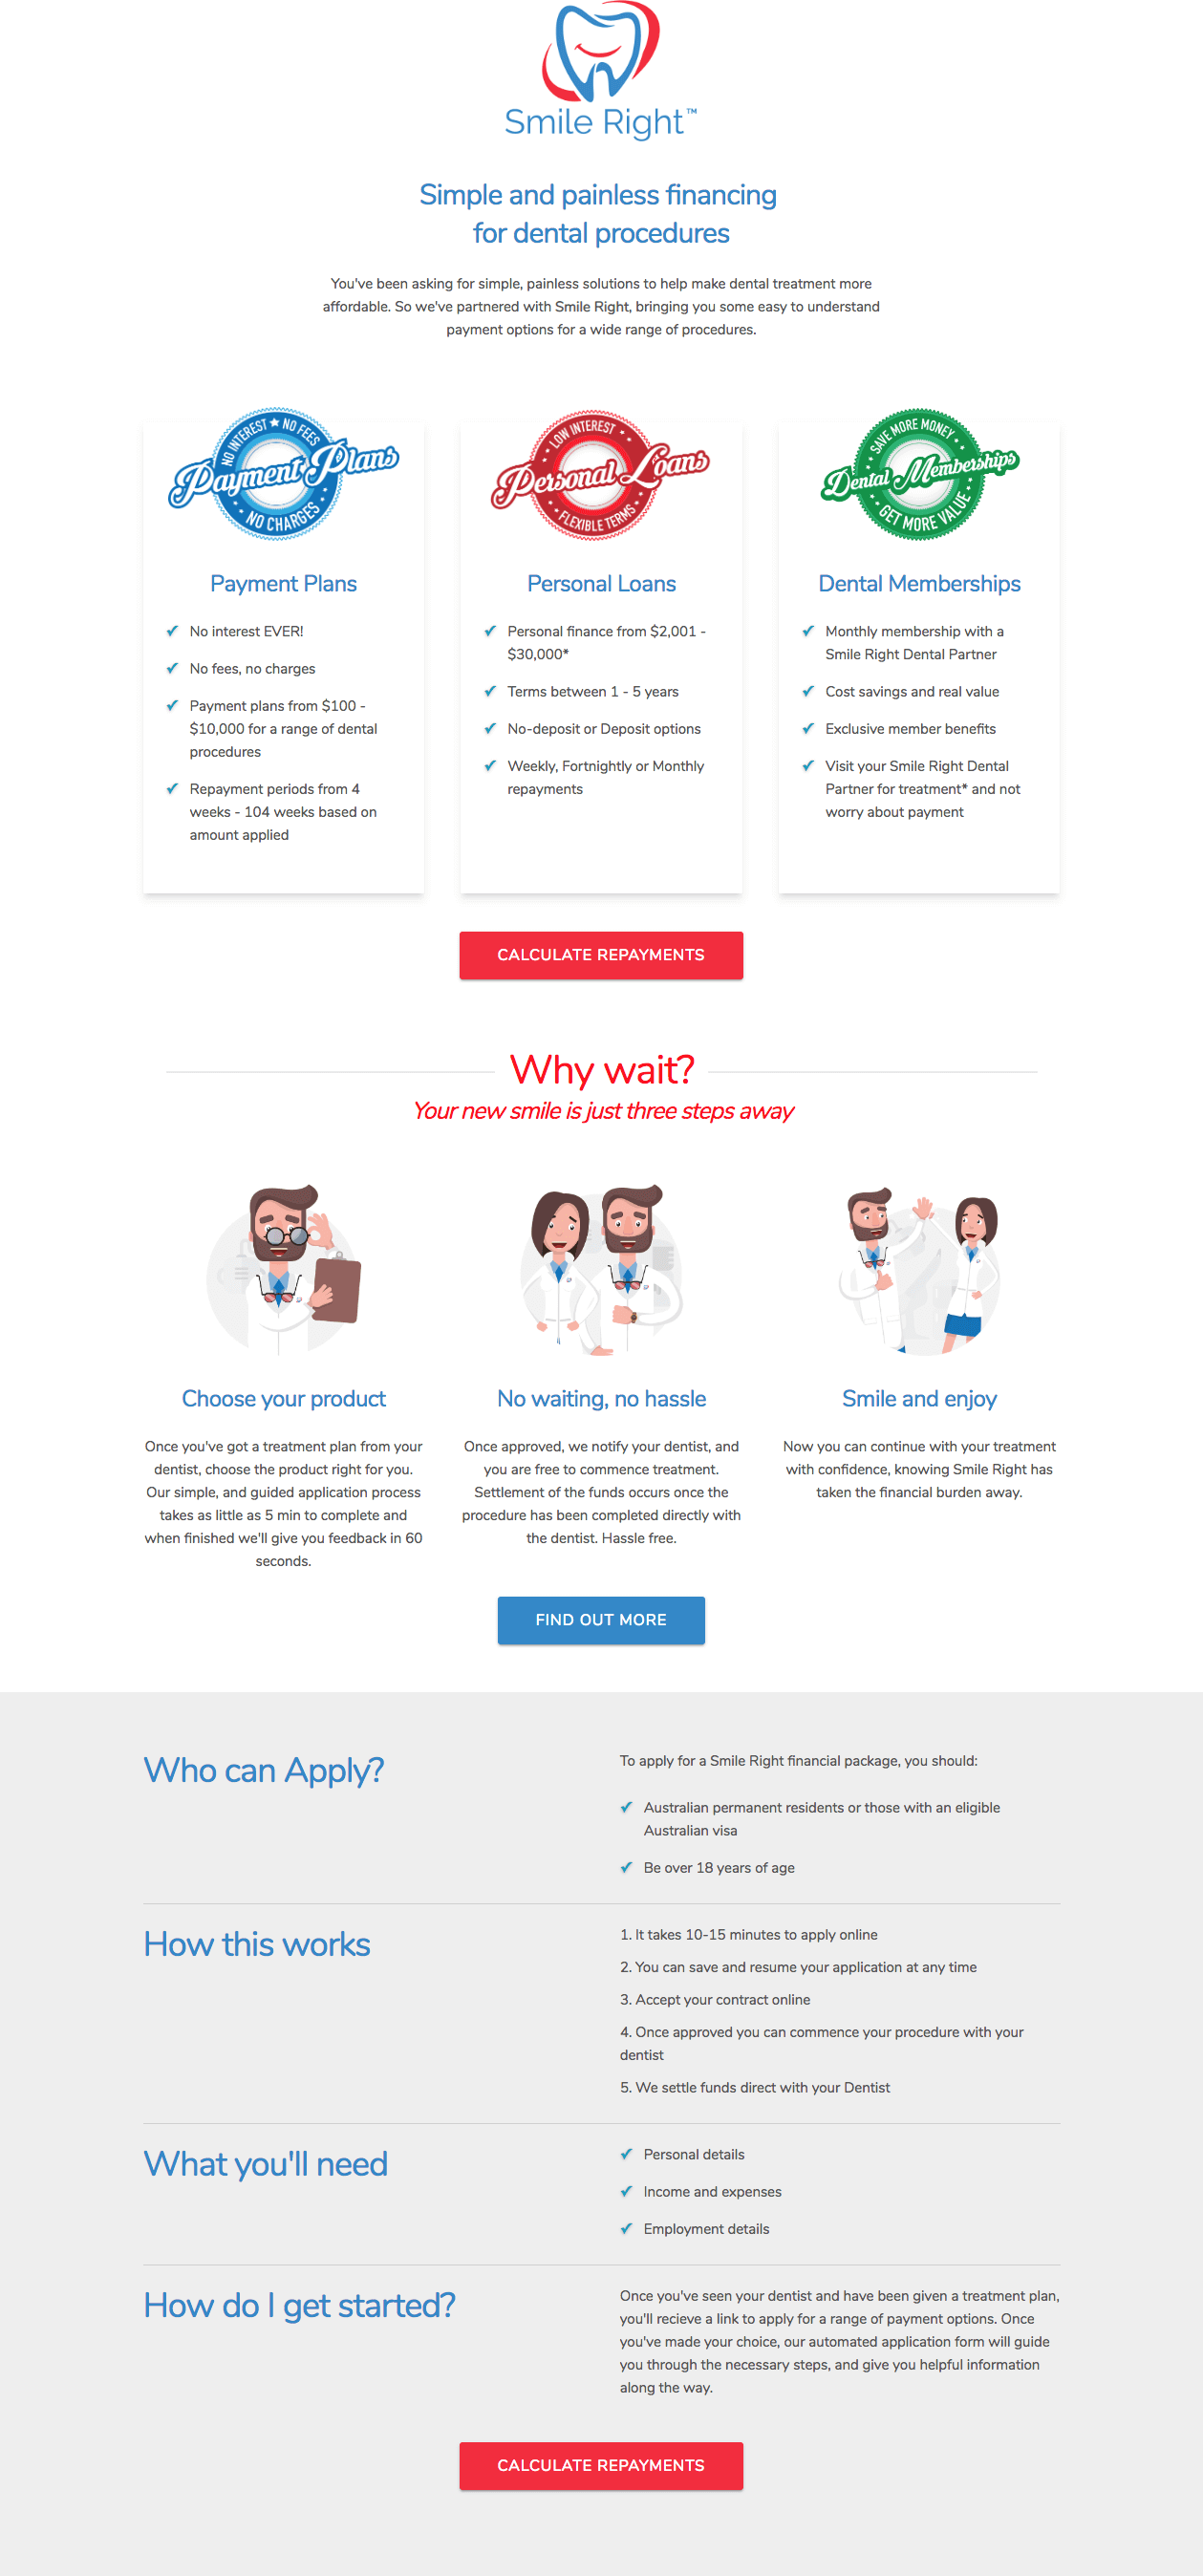 Smile Right™
Simple and painless financing
for dental procedures
You've been asking for simple, painless solutions to help make dental treatment more
affordable. So we've partnered with Smile Right, bringing you some easy to understand
payment options for a wide range of procedures.
NO INTEREST ★ NO FEES
Payment Plans
NO CHARGES
Payment Plans
✔ No interest EVER!
✔ No fees, no charges
✔ Payment plans from $100 -
$10,000 for a range of dental
procedures
✔ Repayment periods from 4
weeks - 104 weeks based on
amount applied
LOW INTEREST
Personal Loans
FLEXIBLE TERMS
Personal Loans
✔ Personal finance from $2,001 -
$30,000*
✔ Terms between 1 - 5 years
✔ No-deposit or Deposit options
✔ Weekly, Fortnightly or Monthly
repayments
SAVE MORE MONEY
Dental Memberships
GET MORE VALUE
Dental Memberships
✔ Monthly membership with a
Smile Right Dental Partner
✔ Cost savings and real value
✔ Exclusive member benefits
✔ Visit your Smile Right Dental
Partner for treatment* and not
worry about payment
CALCULATE REPAYMENTS
Why wait?
Your new smile is just three steps away
Choose your product
Once you've got a treatment plan from your
dentist, choose the product right for you.
Our simple, and guided application process
takes as little as 5 min to complete and
when finished we'll give you feedback in 60
seconds.
No waiting, no hassle
Once approved, we notify your dentist, and
you are free to commence treatment.
Settlement of the funds occurs once the
procedure has been completed directly with
the dentist. Hassle free.
Smile and enjoy
Now you can continue with your treatment
with confidence, knowing Smile Right has
taken the financial burden away.
FIND OUT MORE
Who can Apply?
To apply for a Smile Right financial package, you should:
✔ Australian permanent residents or those with an eligible
Australian visa
✔ Be over 18 years of age
How this works
1. It takes 10-15 minutes to apply online
2. You can save and resume your application at any time
3. Accept your contract online
4. Once approved you can commence your procedure with your
dentist
5. We settle funds direct with your Dentist
What you'll need
✔ Personal details
✔ Income and expenses
✔ Employment details
How do I get started?
Once you've seen your dentist and have been given a treatment plan,
you'll recieve a link to apply for a range of payment options. Once
you've made your choice, our automated application form will guide
you through the necessary steps, and give you helpful information
along the way.
CALCULATE REPAYMENTS